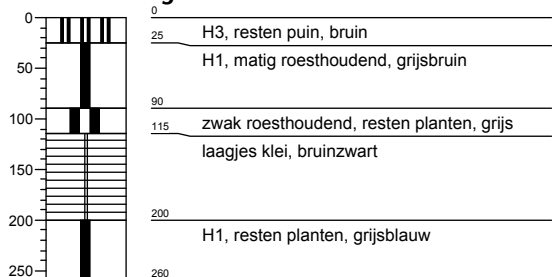 0
0
H3, resten puin, bruin
25
H1, matig roesthoudend, grijsbruin
50
90
100
115
zwak roesthoudend, resten planten, grijs
laagjes klei, bruinzwart
150
200
200
H1, resten planten, grijsblauw
250
260